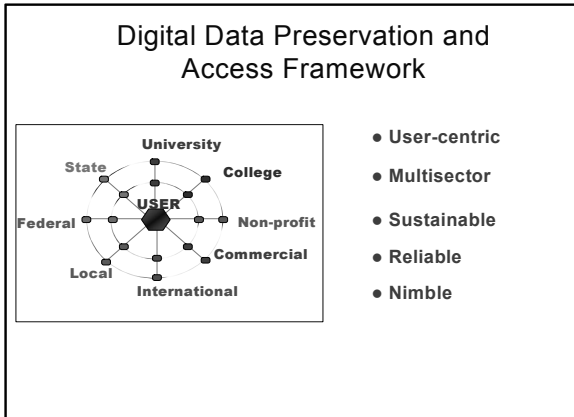 Digital Data Preservation and
Access Framework
University
State
College
USER
Federal
Non-profit
Commercial
Local
International
● User-centric
● Multisector
● Sustainable
● Reliable
● Nimble